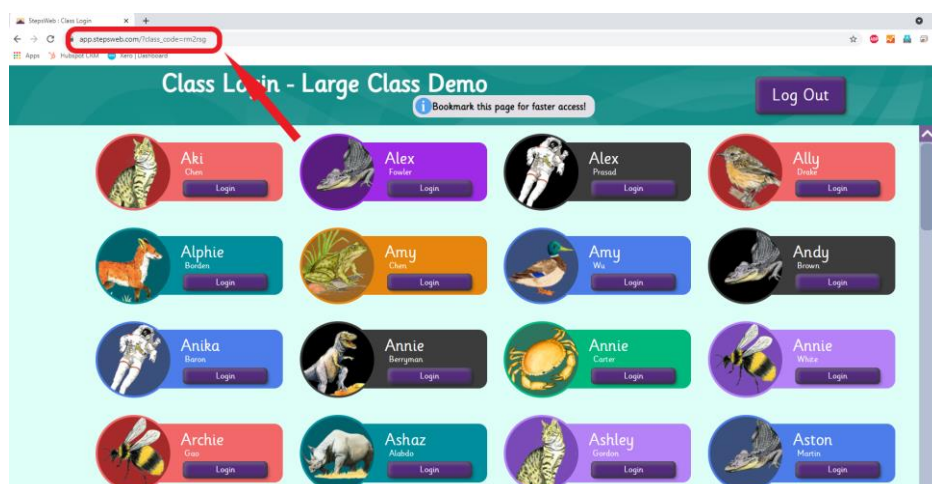 StepsWeb | Class Login
app.stepsweb.com/?class_code=rm2rsg
Apps Hubspot CRM Xero | Dashboard
Class Login - Large Class Demo
Bookmark this page for faster access!
Log Out
Aki
Chen
Login
Alex
Fowler
Login
Alex
Prasad
Login
Ally
Drake
Login
Alphie
Borden
Login
Amy
Chen
Login
Amy
Wu
Login
Andy
Brown
Login
Anika
Baron
Login
Annie
Berryman
Login
Annie
Carter
Login
Annie
White
Login
Archie
Gao
Login
Ashaz
Alabdo
Login
Ashley
Gordon
Login
Aston
Martin
Login